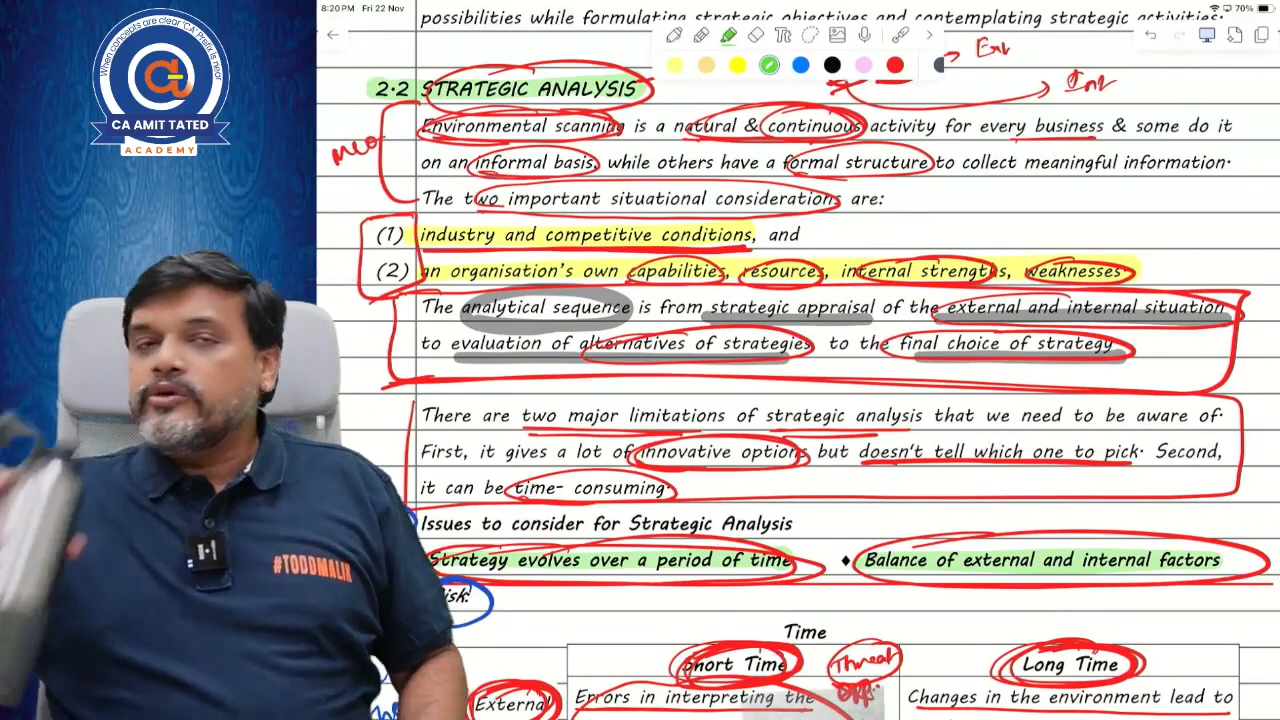 8:20 PM Fri 22 Nov
70%
When concepts are clear 'CA' Prefix is near
CA AMIT TATED
ACADEMY
#TODDMALIA
possibilities while formulating strategic objectives and contemplating strategic activities.
Ext
Int
2.2 STRATEGIC ANALYSIS
Environmental scanning is a natural & continuous activity for every business & some do it
on an informal basis, while others have a formal structure to collect meaningful information.
The two important situational considerations are:
(1) industry and competitive conditions, and
(2) an organisation's own capabilities, resources, internal strengths, weaknesses.
The analytical sequence is from strategic appraisal of the external and internal situation
to evaluation of alternatives of strategies to the final choice of strategy
There are two major limitations of strategic analysis that we need to be aware of.
First, it gives a lot of innovative options but doesn't tell which one to pick. Second,
it can be time- consuming.
Issues to consider for Strategic Analysis
Strategy evolves over a period of time ♦ Balance of external and internal factors
Risk:
Time
Short Time Threat Long Time
Opp.
External Errors in interpreting the Changes in the environment lead to